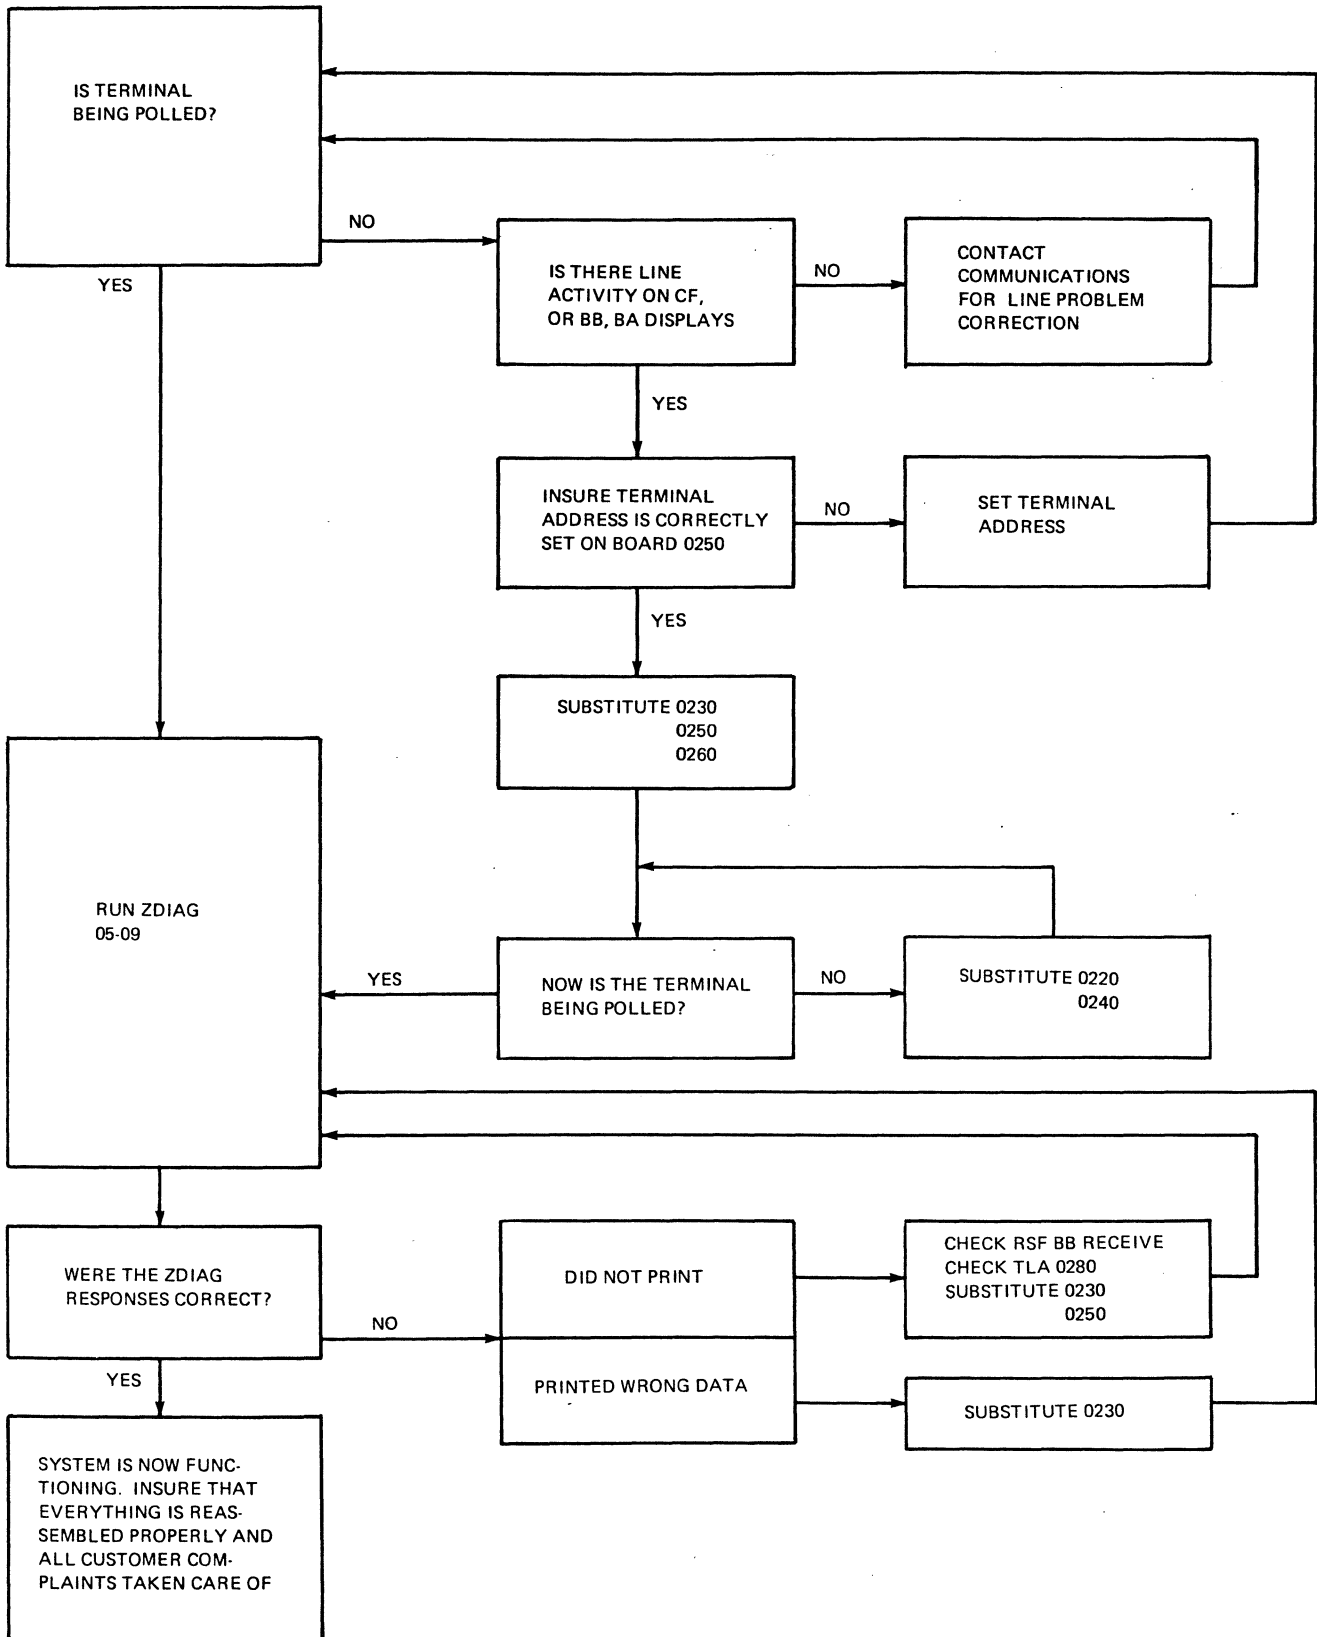 IS TERMINAL
BEING POLLED?
NO
YES
IS THERE LINE
ACTIVITY ON CF,
OR BB, BA DISPLAYS
NO
CONTACT
COMMUNICATIONS
FOR LINE PROBLEM
CORRECTION
YES
INSURE TERMINAL
ADDRESS IS CORRECTLY
SET ON BOARD 0250
NO
SET TERMINAL
ADDRESS
YES
SUBSTITUTE 0230
0250
0260
RUN ZDIAG
05-09
YES
NOW IS THE TERMINAL
BEING POLLED?
NO
SUBSTITUTE 0220
0240
WERE THE ZDIAG
RESPONSES CORRECT?
NO
DID NOT PRINT
CHECK RSF BB RECEIVE
CHECK TLA 0280
SUBSTITUTE 0230
0250
PRINTED WRONG DATA
SUBSTITUTE 0230
YES
SYSTEM IS NOW FUNC-
TIONING. INSURE THAT
EVERYTHING IS REAS-
SEMBLED PROPERLY AND
ALL CUSTOMER COM-
PLAINTS TAKEN CARE OF